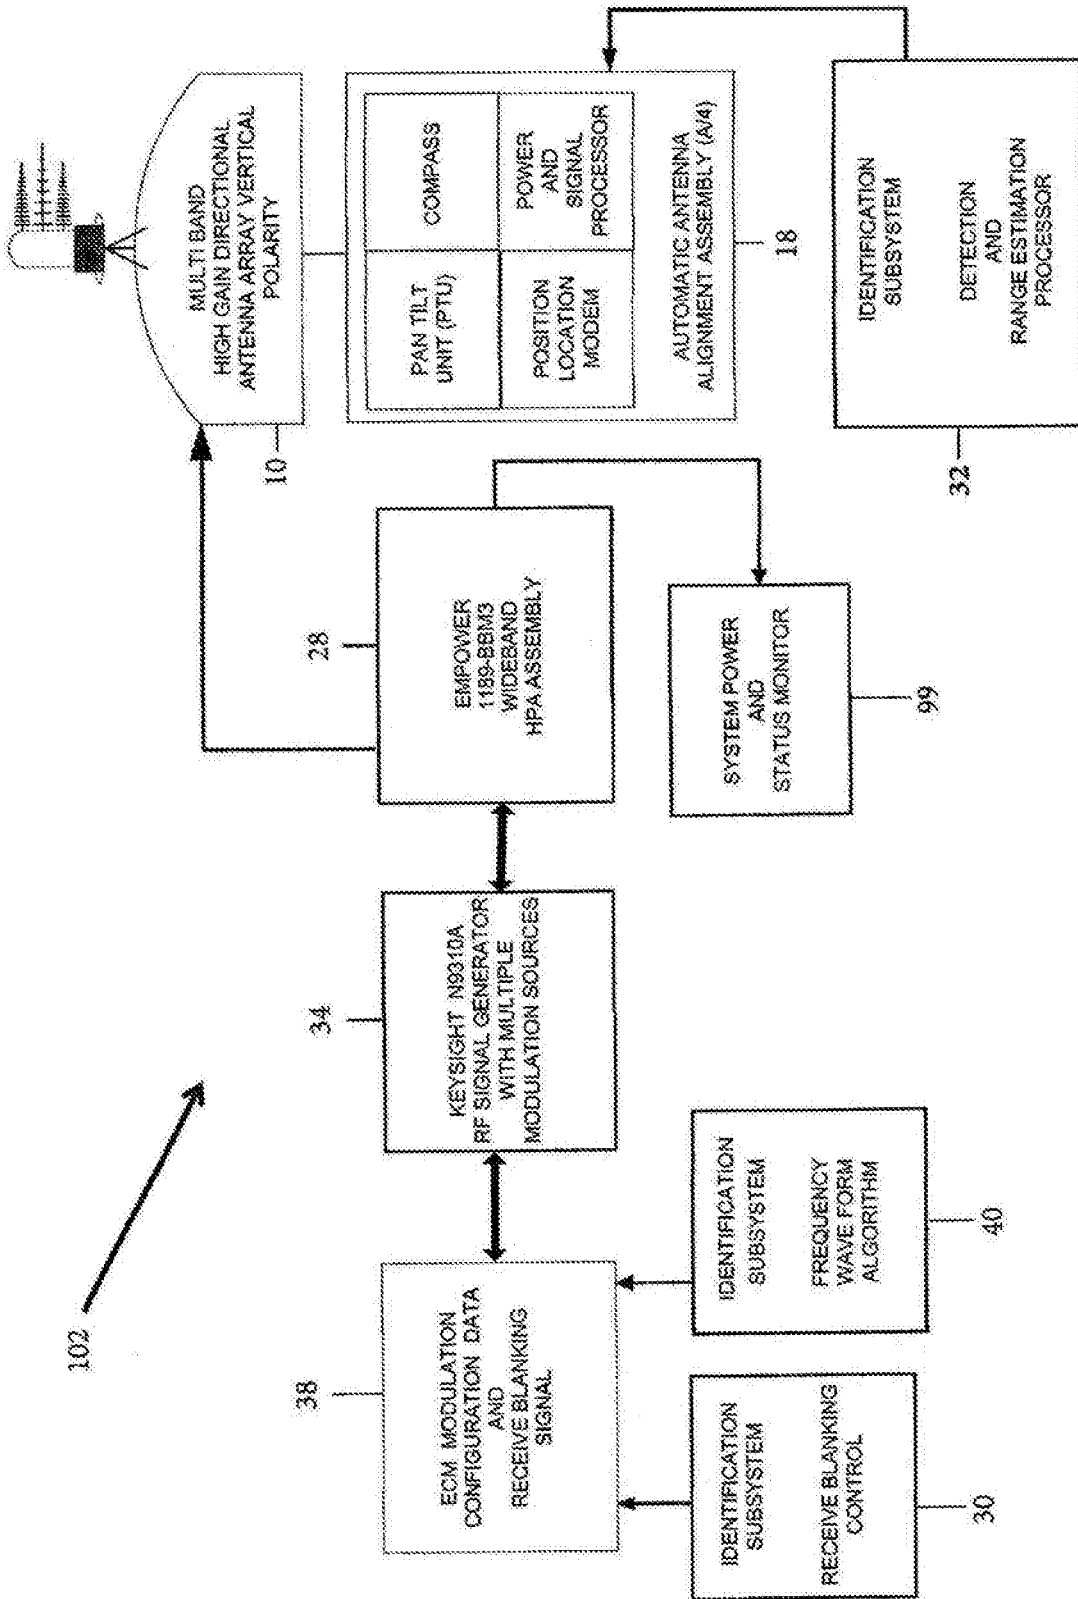 102
38
ECM MODULATION
CONFIGURATION DATA
AND
RECEIVE BLANKING
SIGNAL
34
KEYSIGHT N9310A
RF SIGNAL GENERATOR
WITH MULTIPLE
MODULATION SOURCES
28
EMPOWER
1189-BBM3
WIDEBAND
HPA ASSEMBLY
10
MULTI BAND
HIGH GAIN DIRECTIONAL
ANTENNA ARRAY VERTICAL
POLARITY
PAN TILT
UNIT (PTU)
COMPASS
POSITION
LOCATION
MODEM
POWER
AND
SIGNAL
PROCESSOR
AUTOMATIC ANTENNA
ALIGNMENT ASSEMBLY (A/4)
18
IDENTIFICATION
SUBSYSTEM
RECEIVE BLANKING
CONTROL
30
IDENTIFICATION
SUBSYSTEM
FREQUENCY
WAVE FORM
ALGORITHM
40
SYSTEM POWER
AND
STATUS MONITOR
99
32
IDENTIFICATION
SUBSYSTEM
DETECTION
AND
RANGE ESTIMATION
PROCESSOR